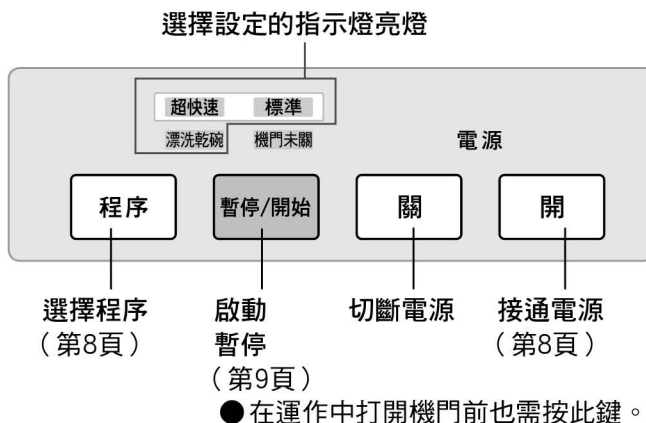 選擇設定的指示燈亮燈
超快速 標準
漂洗乾碗 機門未關
電源
程序 暫停/開始 關 開
選擇程序 啟動 切斷電源 接通電源
（第8頁） 暫停 （第8頁）
（第9頁）
●在運作中打開機門前也需按此鍵。